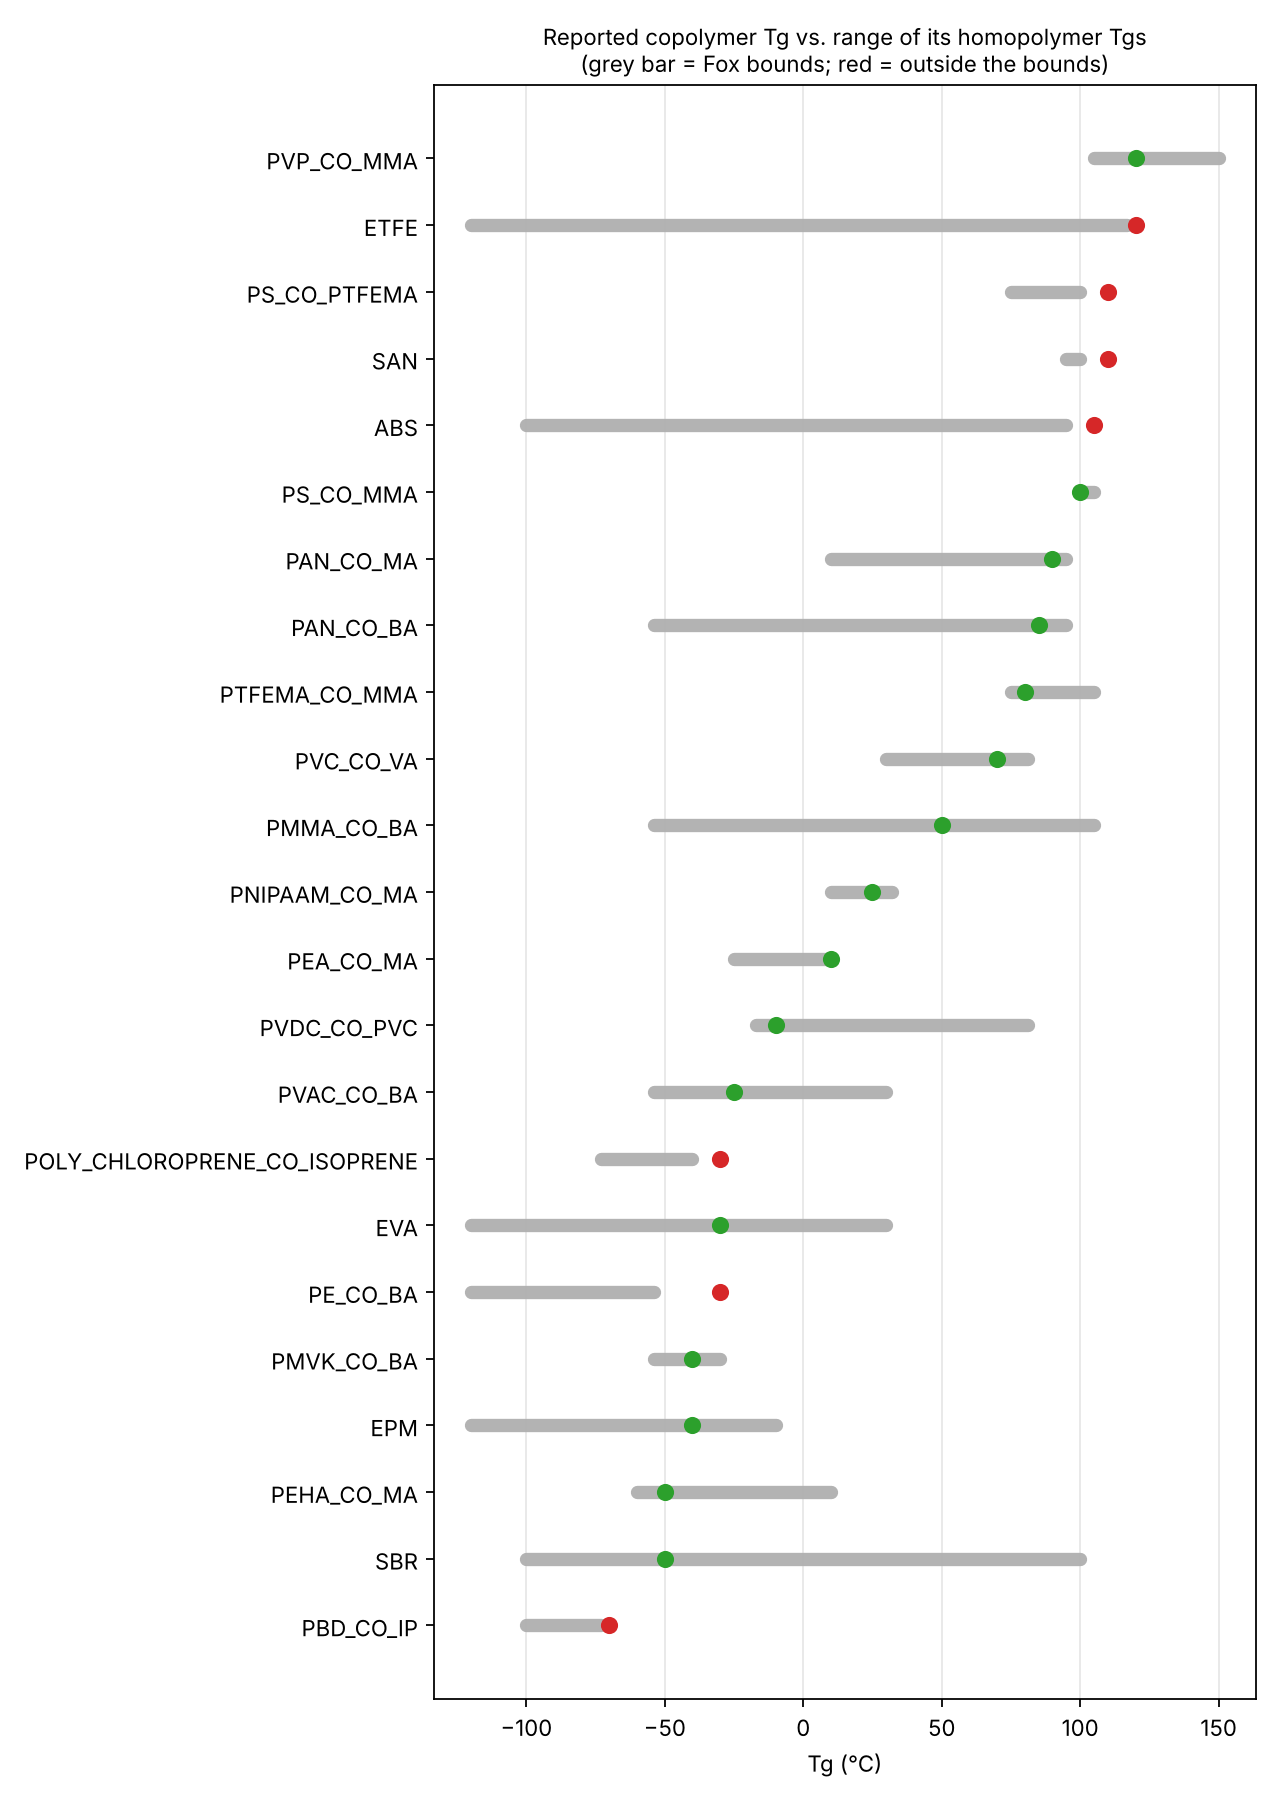 Reported copolymer Tg vs. range of its homopolymer Tgs
(grey bar = Fox bounds; red = outside the bounds)
PVP_CO_MMA
ETFE
PS_CO_PTFEMA
SAN
ABS
PS_CO_MMA
PAN_CO_MA
PAN_CO_BA
PTFEMA_CO_MMA
PVC_CO_VA
PMMA_CO_BA
PNIPAAM_CO_MA
PEA_CO_MA
PVDC_CO_PVC
PVAC_CO_BA
POLY_CHLOROPRENE_CO_ISOPRENE
EVA
PE_CO_BA
PMVK_CO_BA
EPM
PEHA_CO_MA
SBR
PBD_CO_IP
−100 −50 0 50 100 150
Tg (°C)